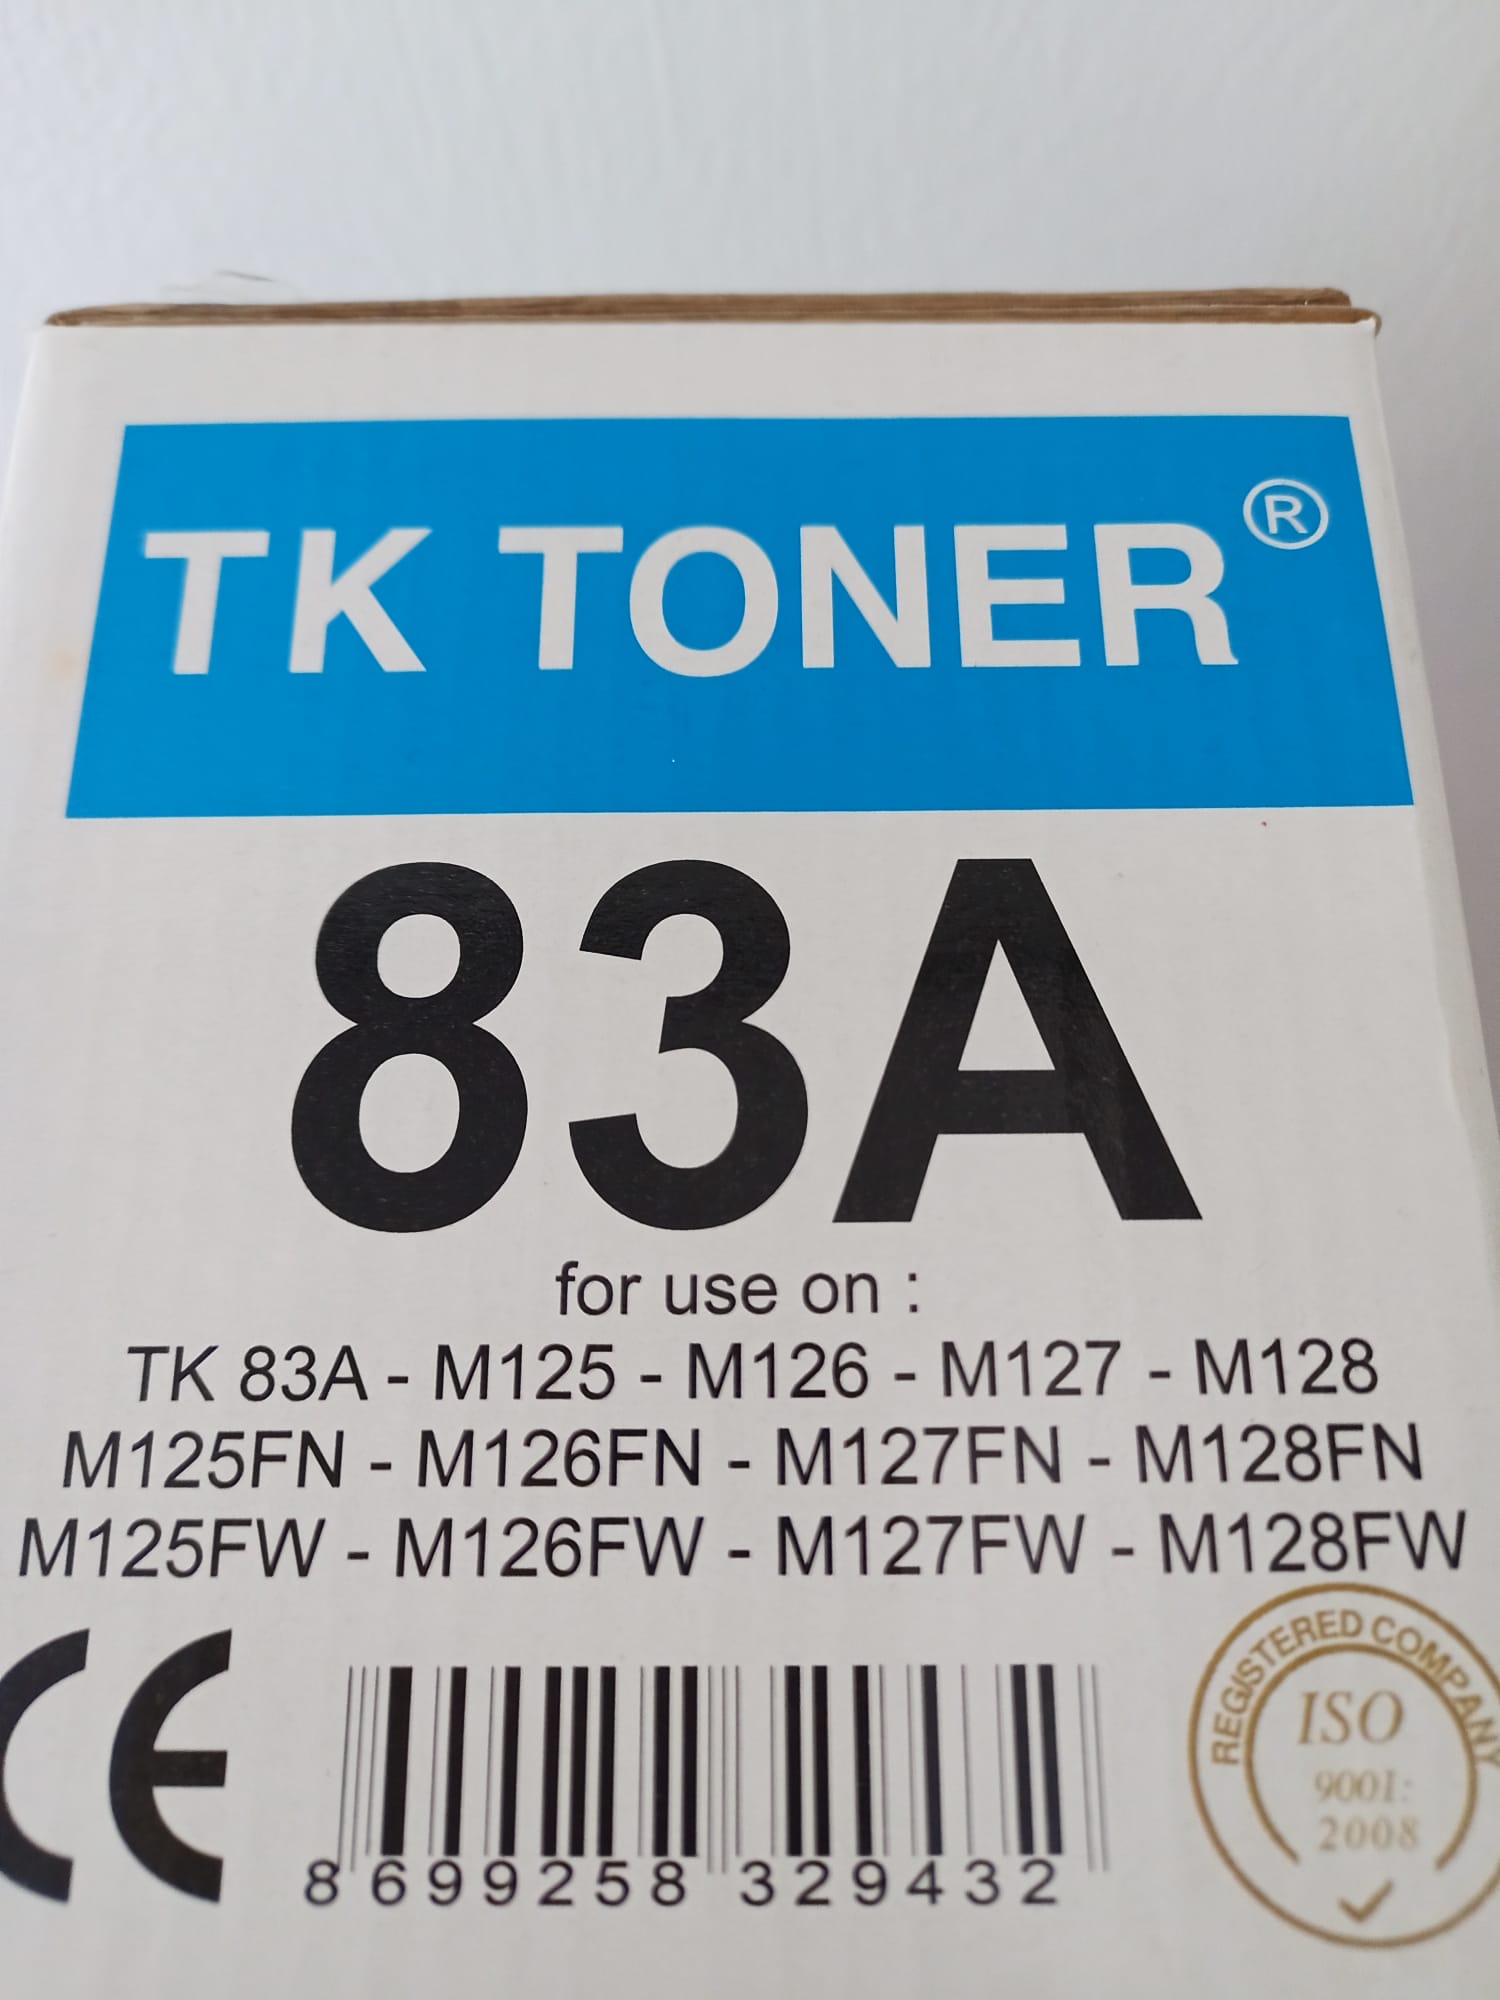 TK TONER®
83A
for use on :
TK 83A - M125 - M126 - M127 - M128
M125FN - M126FN - M127FN - M128FN
M125FW - M126FW - M127FW - M128FW
CE
8 699258 329432
REGISTERED COMPANY
ISO
9001:
2008